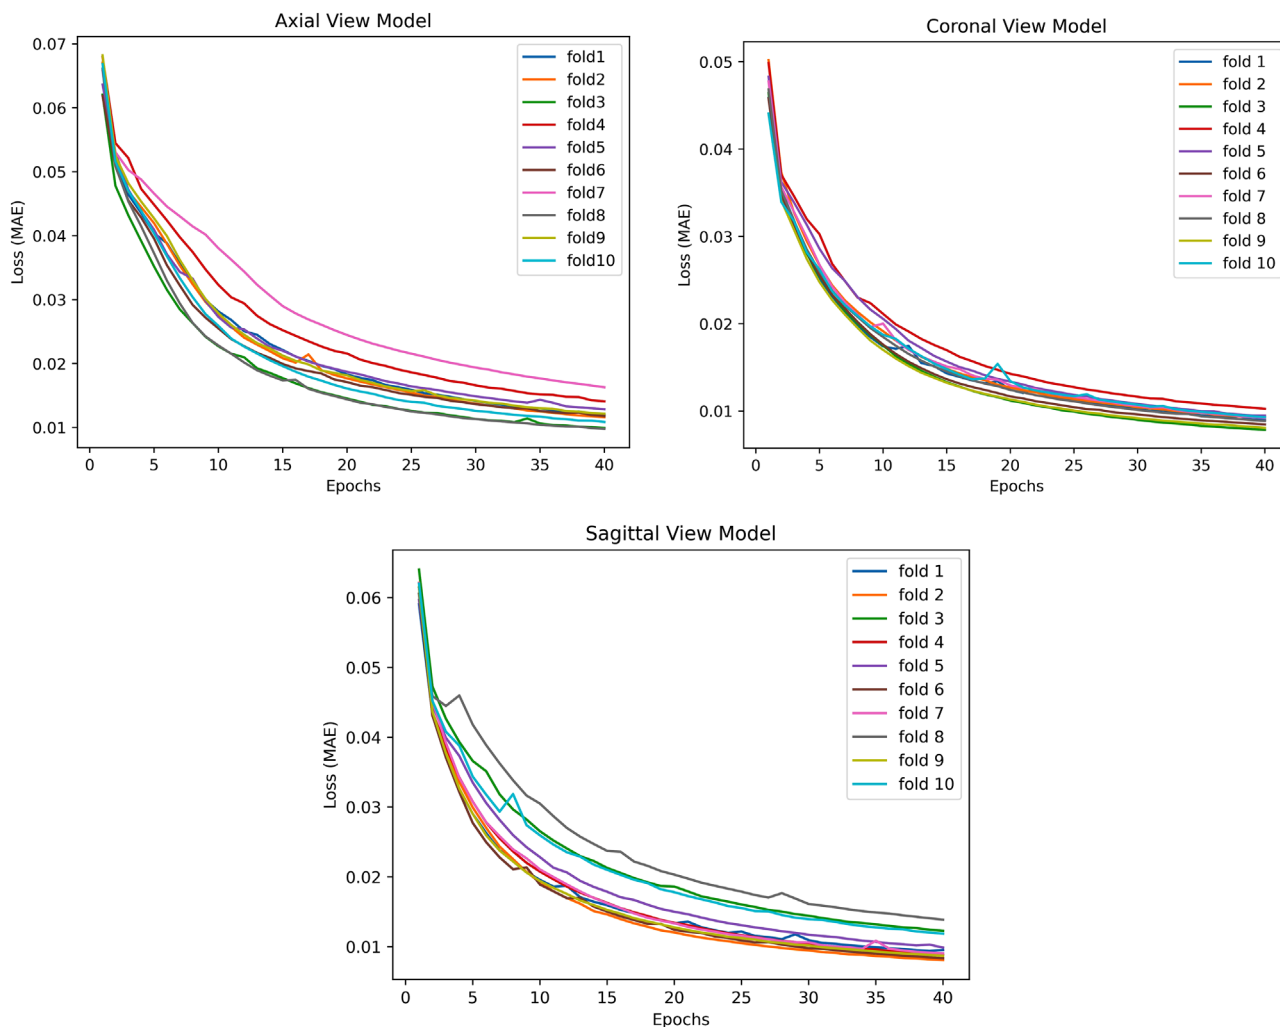 Axial View Model
0.07
0.06
0.05
0.04
0.03
0.02
0.01
Loss (MAE)
0 5 10 15 20 25 30 35 40
Epochs
fold1
fold2
fold3
fold4
fold5
fold6
fold7
fold8
fold9
fold10
Coronal View Model
0.05
0.04
0.03
0.02
0.01
Loss (MAE)
0 5 10 15 20 25 30 35 40
Epochs
fold 1
fold 2
fold 3
fold 4
fold 5
fold 6
fold 7
fold 8
fold 9
fold 10
Sagittal View Model
0.06
0.05
0.04
0.03
0.02
0.01
Loss (MAE)
0 5 10 15 20 25 30 35 40
Epochs
fold 1
fold 2
fold 3
fold 4
fold 5
fold 6
fold 7
fold 8
fold 9
fold 10